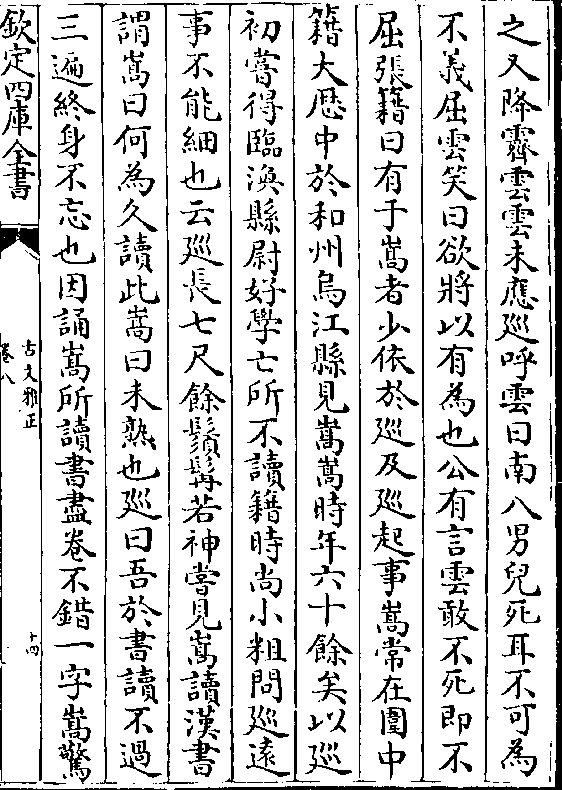 之又降霽雲雲未應廵呼雲曰南八男兒死耳不可為
不義屈雲笑曰欲將以有為也公有言雲敢不死即不
屈張籍曰有于嵩者少依於廵及廵起事嵩常在圍中
籍大厯中於和州烏江縣見嵩嵩時年六十餘矣以廵
初嘗得臨渙縣尉好學亡所不讀籍時尚小粗問廵遠
事不能細也云廵長七尺餘鬚髯若神嘗見嵩讀漢書
謂嵩曰何為久讀此嵩曰未熟也廵曰吾於書讀不過
三遍終身不忘也因誦嵩所讀書盡卷不錯一字嵩驚
欽定四庫全書
古文雅正
卷八
十四